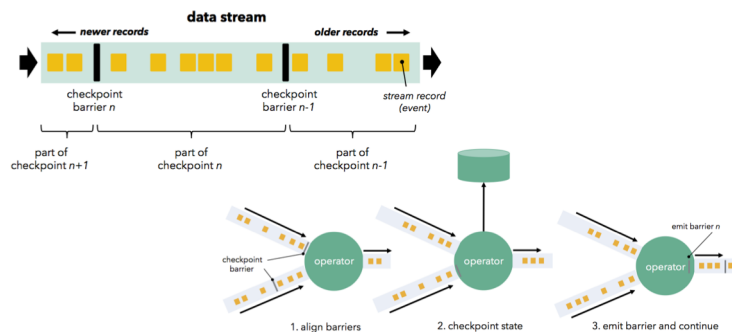 data stream
newer records
older records
checkpoint
barrier n
checkpoint
barrier n-1
stream record
(event)
part of
checkpoint n+1
part of
checkpoint n
part of
checkpoint n-1
checkpoint
barrier
operator
operator
emit barrier n
operator
1. align barriers
2. checkpoint state
3. emit barrier and continue